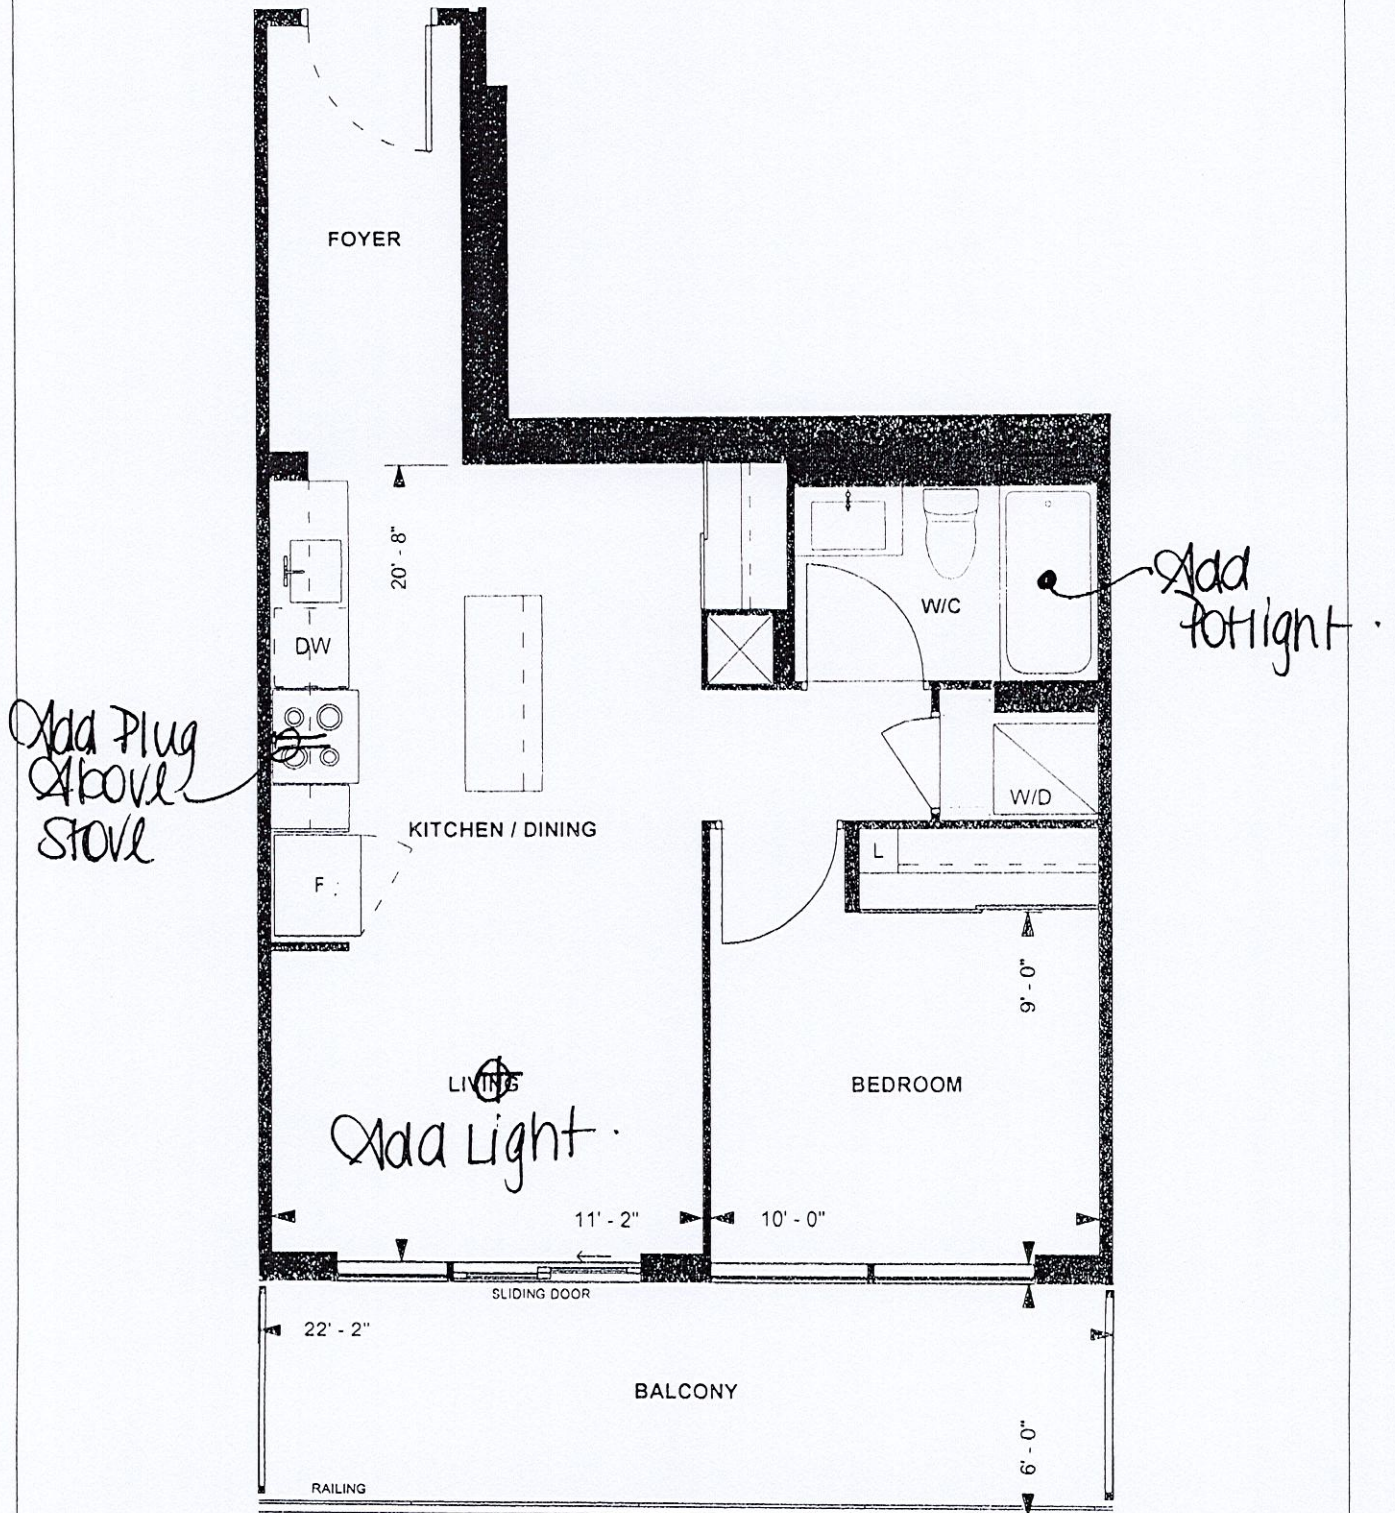 FOYER
20' - 8"
DW
W/C
Add
Potlight.
Add Plug
Above
Stove
W/D
KITCHEN / DINING
L
F
9' - 0"
LIVING
BEDROOM
Add Light.
11' - 2"
10' - 0"
SLIDING DOOR
22' - 2"
BALCONY
6' - 0"
RAILING